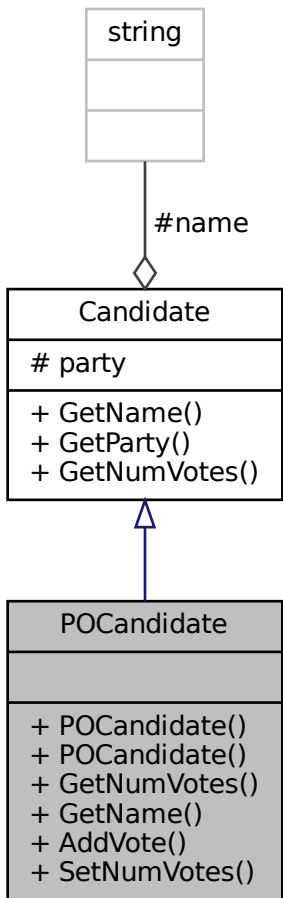 string
#name
Candidate
# party
+ GetName()
+ GetParty()
+ GetNumVotes()
POCandidate
+ POCandidate()
+ POCandidate()
+ GetNumVotes()
+ GetName()
+ AddVote()
+ SetNumVotes()